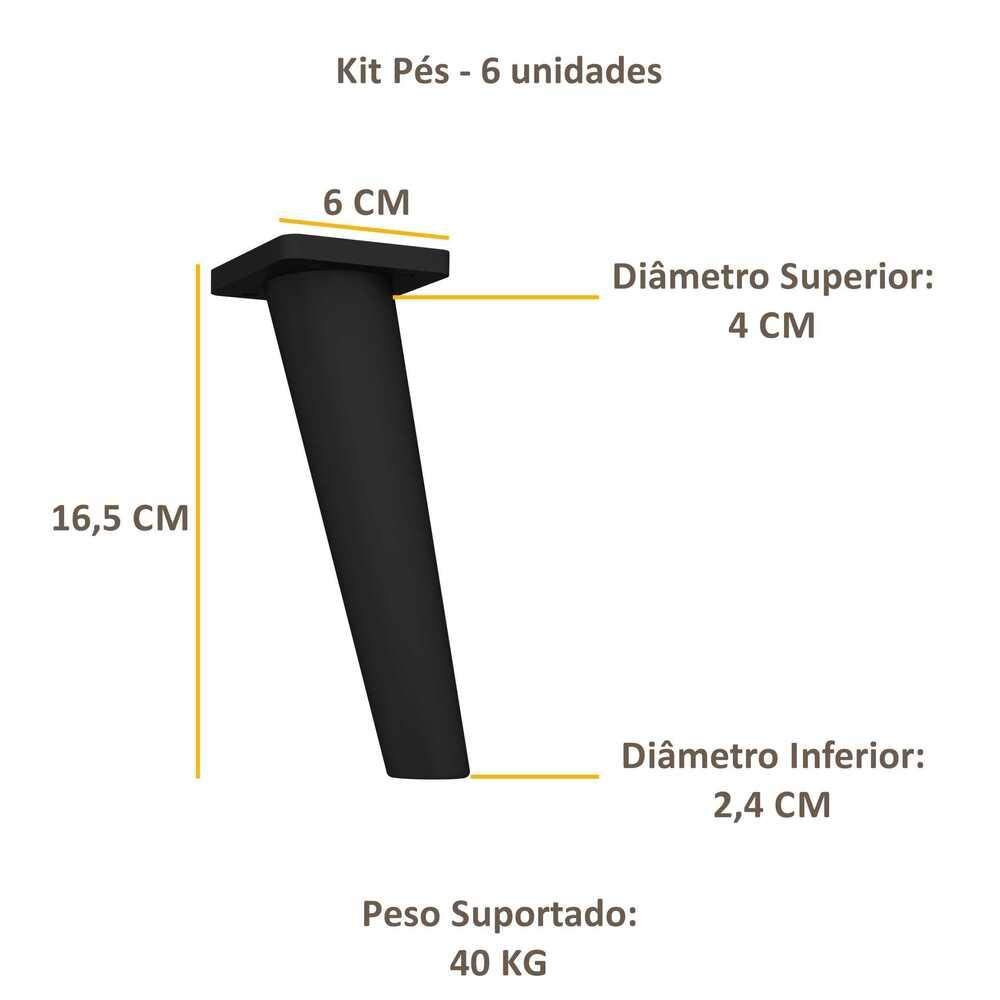 Kit Pés - 6 unidades
6 CM
Diâmetro Superior:
4 CM
16,5 CM
Diâmetro Inferior:
2,4 CM
Peso Suportado:
40 KG